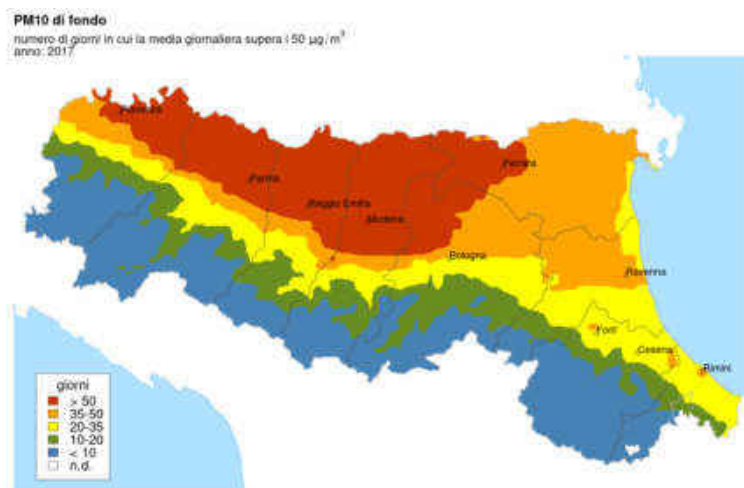 PM10 di fondo
numero di giorni in cui la media giornaliera supera i 50 µg/m³
anno: 2017
Piacenza
Parma
Reggio Emilia
Modena
Ferrara
Bologna
Ravenna
Forlì
Cesena
Rimini
giorni
> 50
35-50
20-35
10-20
< 10
n.d.